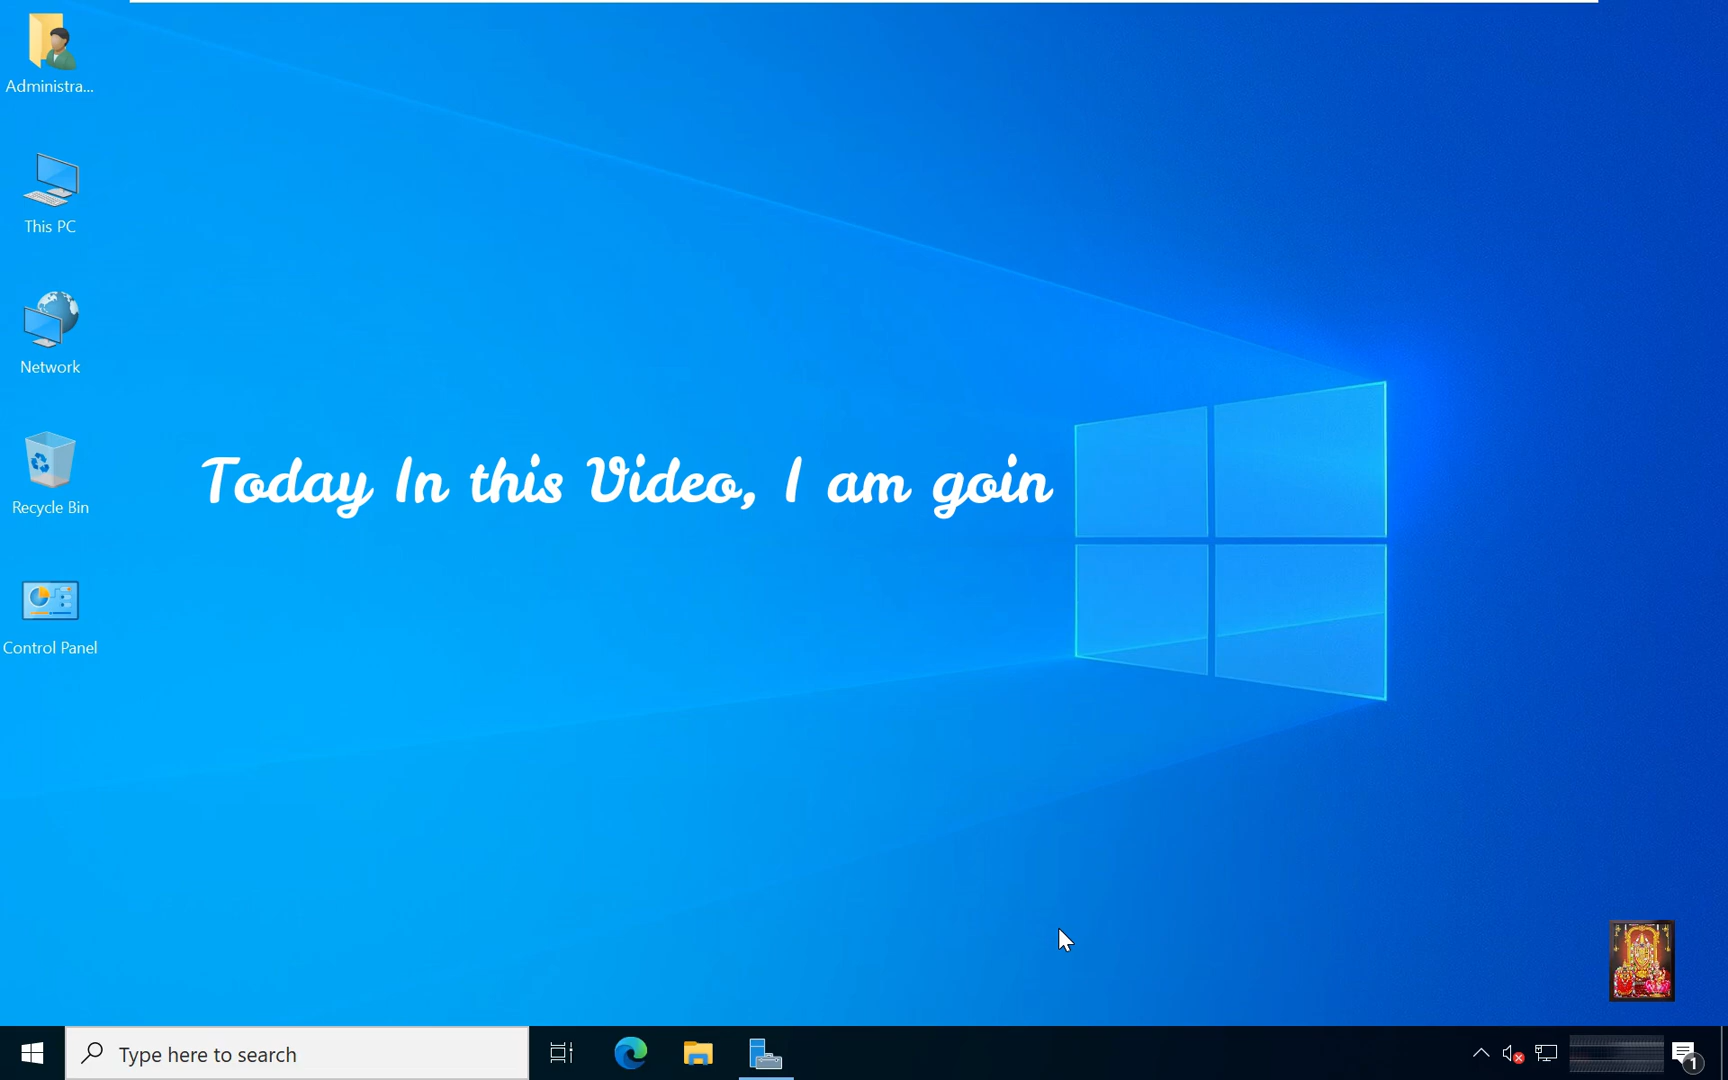 Administra...
This PC
Network
Today In this Video, I am goin
Recycle Bin
Control Panel
Type here to search
1